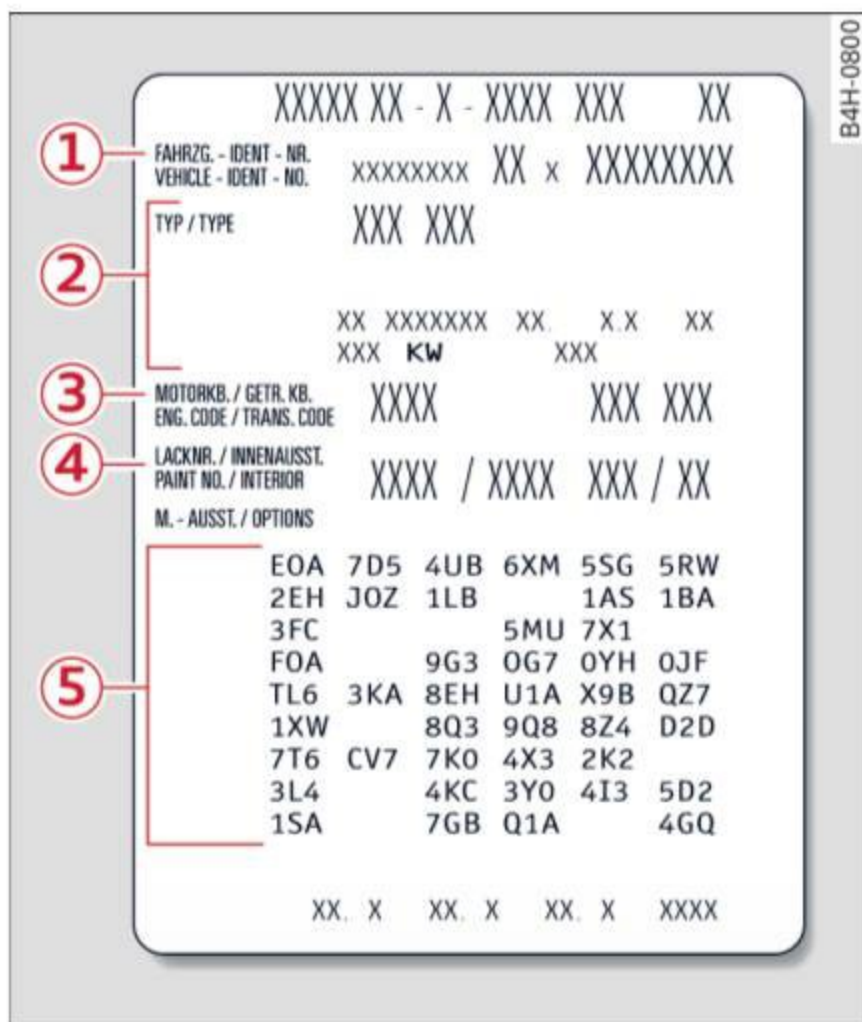 B4H-0800
XXXXX XX - X - XXXX XXX XX
1 FAHRZG. - IDENT - NR.
VEHICLE - IDENT - NO. XXXXXXXX XX X XXXXXXXX
2 TYP / TYPE XXX XXX
XX XXXXXXX XX. X.X XX
XXX KW XXX
3 MOTORKB. / GETR. KB.
ENG. CODE / TRANS. CODE XXXX XXX XXX
4 LACKNR. / INNENAUSST.
PAINT NO. / INTERIOR XXXX / XXXX XXX / XX
M. - AUSST. / OPTIONS
5
EOA 7D5 4UB 6XM 5SG 5RW
2EH JOZ 1LB 1AS 1BA
3FC 5MU 7X1
FOA 9G3 OG7 0YH 0JF
TL6 3KA 8EH U1A X9B QZ7
1XW 8Q3 9Q8 8Z4 D2D
7T6 CV7 7K0 4X3 2K2
3L4 4KC 3Y0 4I3 5D2
1SA 7GB Q1A 4GQ
XX. X XX. X XX. X XXXX